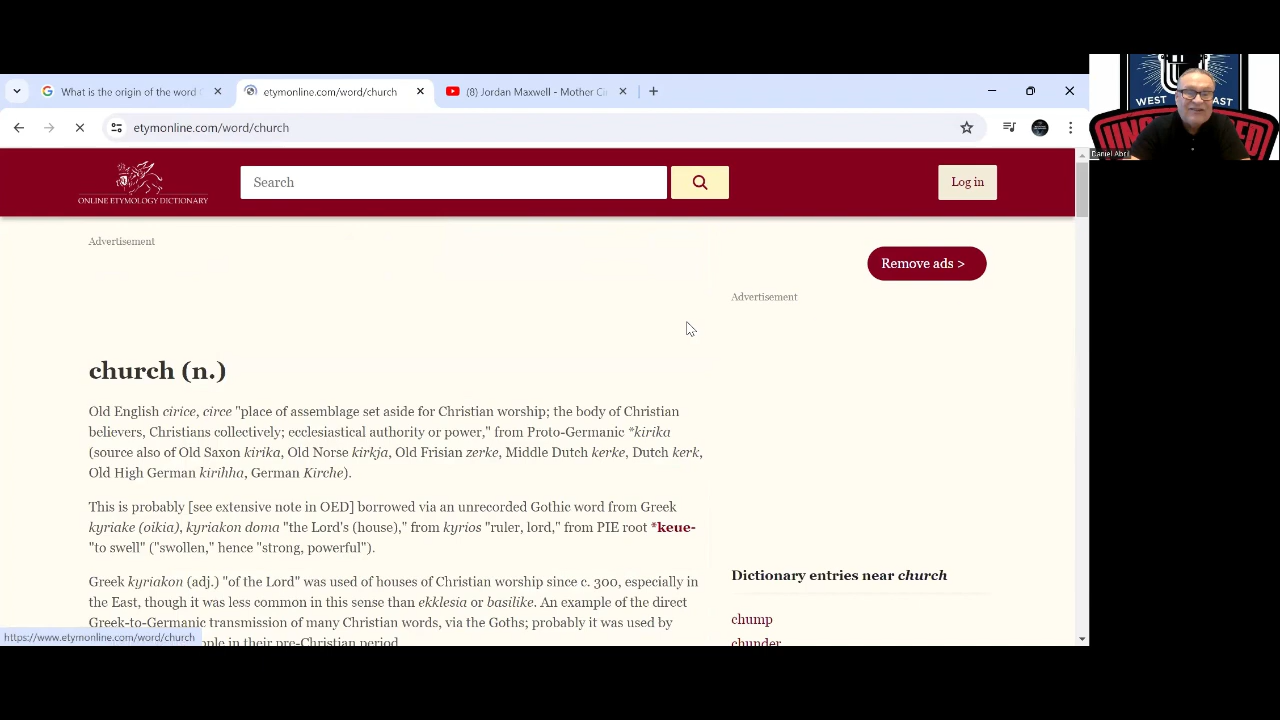 What is the origin of the word
etymonline.com/word/church
(8) Jordan Maxwell - Mother Ci
etymonline.com/word/church
WEST
Daniel Abril
ONLINE ETYMOLOGY DICTIONARY
Search
Log in
Advertisement
Remove ads >
Advertisement
church (n.)
Old English cirice, circe "place of assemblage set aside for Christian worship; the body of Christian
believers, Christians collectively; ecclesiastical authority or power," from Proto-Germanic *kirika
(source also of Old Saxon kirika, Old Norse kirkja, Old Frisian zerke, Middle Dutch kerke, Dutch kerk,
Old High German kirihha, German Kirche).
This is probably [see extensive note in OED] borrowed via an unrecorded Gothic word from Greek
kyriake (oikia), kyriakon doma "the Lord's (house)," from kyrios "ruler, lord," from PIE root *keue-
"to swell" ("swollen," hence "strong, powerful").
Greek kyriakon (adj.) "of the Lord" was used of houses of Christian worship since c. 300, especially in
the East, though it was less common in this sense than ekklesia or basilike. An example of the direct
Greek-to-Germanic transmission of many Christian words, via the Goths; probably it was used by
ople in their pre-Christian period.
Dictionary entries near church
chump
chunder
https://www.etymonline.com/word/church